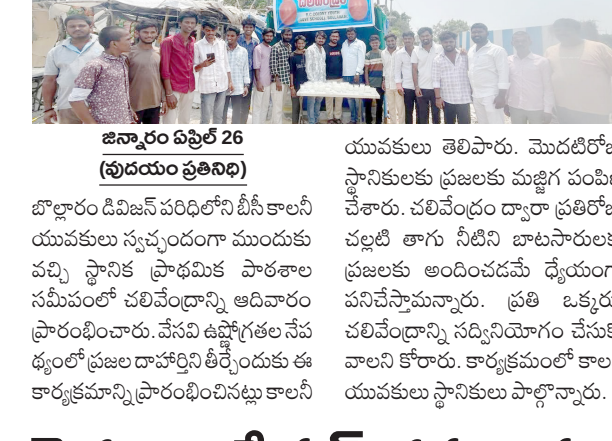 చలివేంద్రం
జిన్నారం ఏప్రిల్ 26
(వుదయం ప్రతినిధి)
బొల్లారం డివిజన్ పరిధిలోని బీసీ కాలనీ
యువకులు స్వచ్ఛందంగా ముందుకు
వచ్చి స్థానిక ప్రాథమిక పాఠశాల
సమీపంలో చలివేంద్రాన్ని ఆదివారం
ప్రారంభించారు. వేసవి ఉష్ణోగ్రతల నేప
థ్యంలో ప్రజల దాహార్తిని తీర్చేందుకు ఈ
కార్యక్రమాన్ని ప్రారంభించినట్లు కాలనీ
యువకులు తెలిపారు. మొదటిరోజు
స్థానికులకు ప్రజలకు మజ్జిగ పంపిణీ
చేశారు. చలివేంద్రం ద్వారా ప్రతిరోజు
చల్లటి తాగు నీటిని బాటసారులకు
ప్రజలకు అందించడమే ధ్యేయంగా
పనిచేస్తామన్నారు. ప్రతి ఒక్కరు
చలివేంద్రాన్ని సద్వినియోగం చేసుకో
వాలని కోరారు. కార్యక్రమంలో కాలనీ
యువకులు స్థానికులు పాల్గొన్నారు.